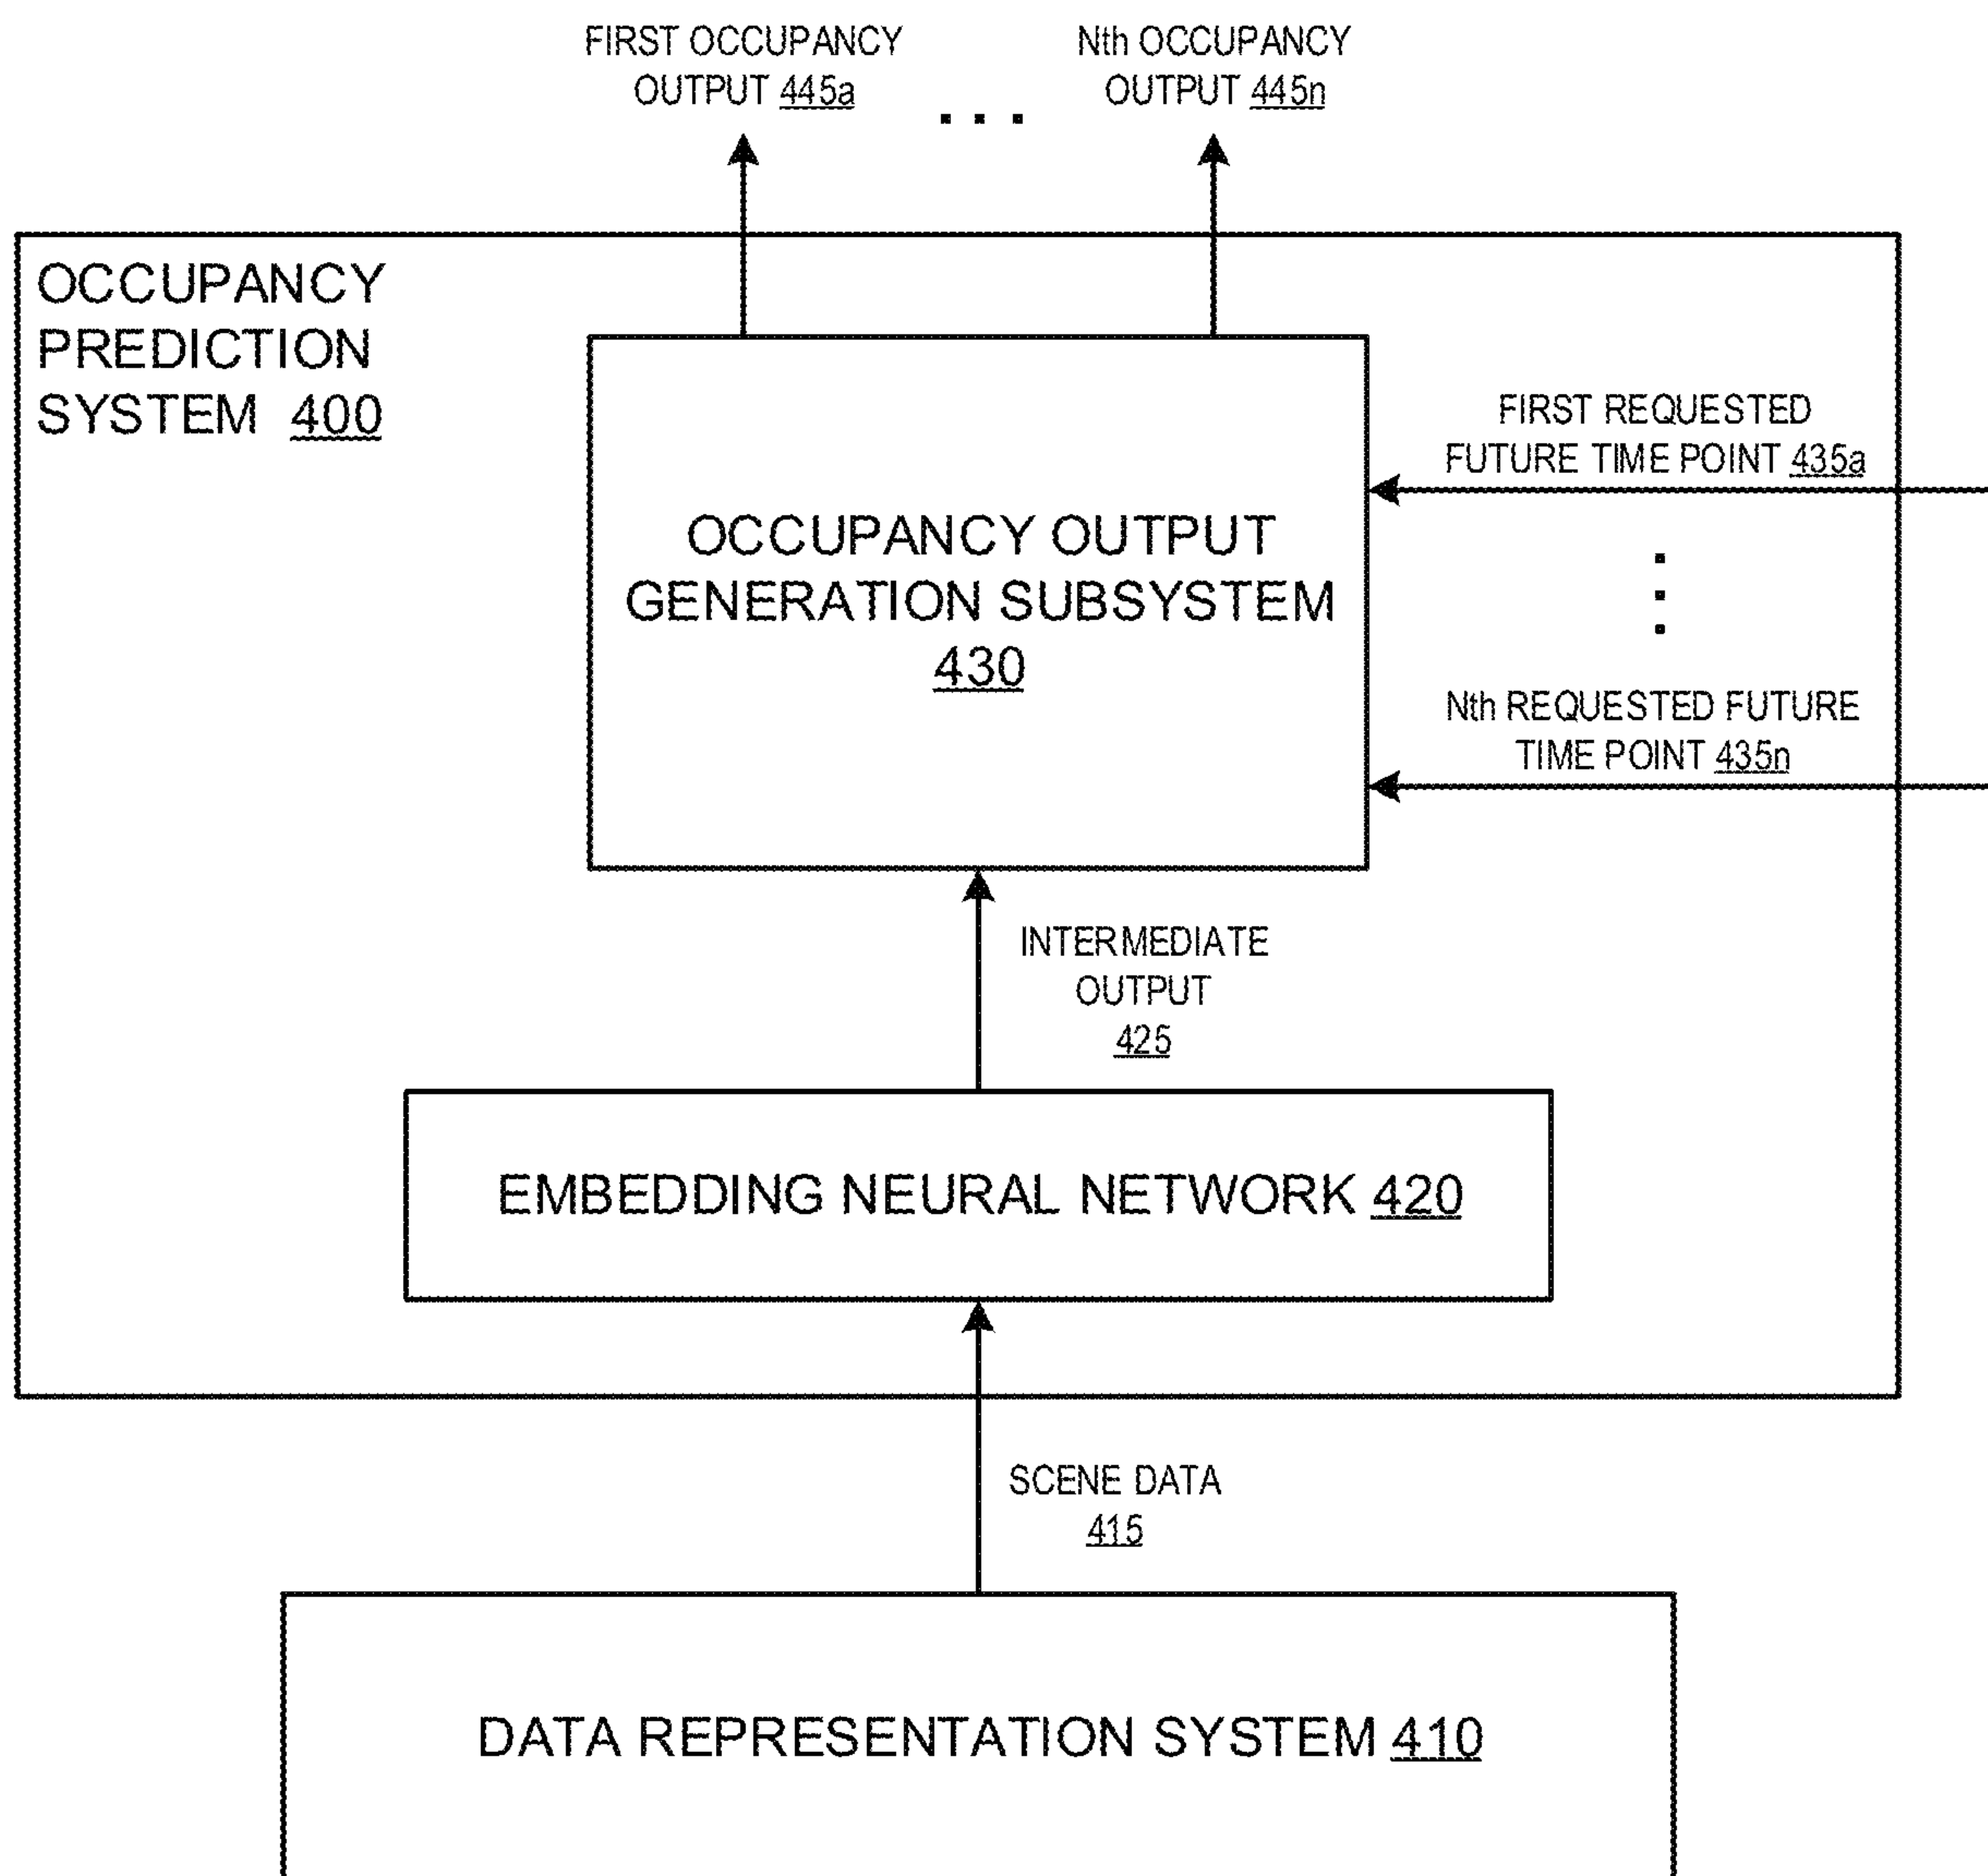 FIRST OCCUPANCY
OUTPUT 445a
. . .
Nth OCCUPANCY
OUTPUT 445n
OCCUPANCY
PREDICTION
SYSTEM 400
FIRST REQUESTED
FUTURE TIME POINT 435a
OCCUPANCY OUTPUT
GENERATION SUBSYSTEM
430
Nth REQUESTED FUTURE
TIME POINT 435n
INTERMEDIATE
OUTPUT
425
EMBEDDING NEURAL NETWORK 420
SCENE DATA
415
DATA REPRESENTATION SYSTEM 410